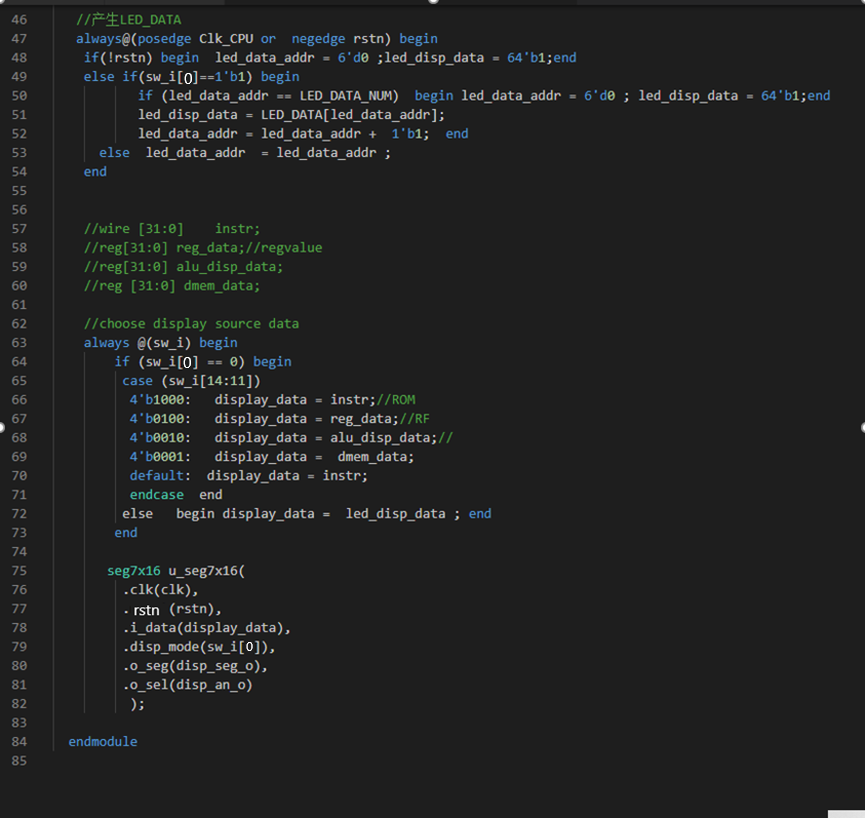 46 //产生LED_DATA
47 always@(posedge Clk_CPU or negedge rstn) begin
48 if(!rstn) begin led_data_addr = 6'd0 ;led_disp_data = 64'b1;end
49 else if(sw_i[0]==1'b1) begin
50 if (led_data_addr == LED_DATA_NUM) begin led_data_addr = 6'd0 ; led_disp_data = 64'b1;end
51 led_disp_data = LED_DATA[led_data_addr];
52 led_data_addr = led_data_addr + 1'b1; end
53 else led_data_addr = led_data_addr ;
54 end
55
56
57 //wire [31:0] instr;
58 //reg[31:0] reg_data;//regvalue
59 //reg[31:0] alu_disp_data;
60 //reg [31:0] dmem_data;
61
62 //choose display source data
63 always @(sw_i) begin
64 if (sw_i[0] == 0) begin
65 case (sw_i[14:11])
66 4'b1000: display_data = instr;//ROM
67 4'b0100: display_data = reg_data;//RF
68 4'b0010: display_data = alu_disp_data;//
69 4'b0001: display_data = dmem_data;
70 default: display_data = instr;
71 endcase end
72 else begin display_data = led_disp_data ; end
73 end
74
75 seg7x16 u_seg7x16(
76 .clk(clk),
77 . rstn (rstn),
78 .i_data(display_data),
79 .disp_mode(sw_i[0]),
80 .o_seg(disp_seg_o),
81 .o_sel(disp_an_o)
82 );
83
84 endmodule
85